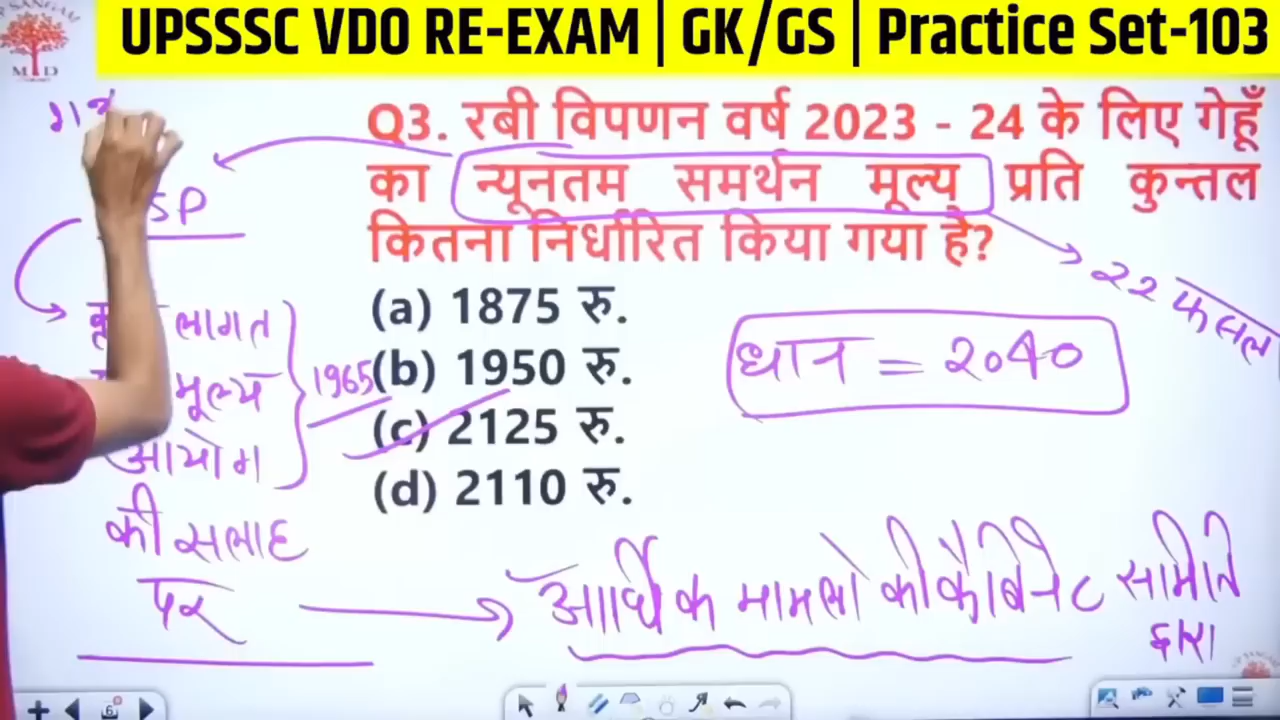 UPSSSC VDO RE-EXAM | GK/GS | Practice Set-103
Q3. रबी विपणन वर्ष 2023 - 24 के लिए गेहूँ
का न्यूनतम समर्थन मूल्य प्रति कुन्तल
कितना निर्धारित किया गया है?
(a) 1875 रु.
(b) 1950 रु.
(c) 2125 रु.
(d) 2110 रु.
SP
लागत
मूल्य
आयोग
की सलाह
पर
1965
22 फसल
धान = 2040
आर्थिक मामलो की कैबिनेट समिति
द्वारा